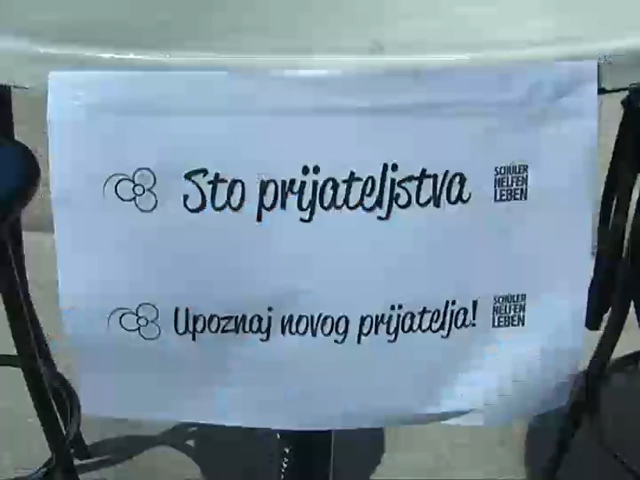 Sto prijateljstva
SCHÜLER
HELFEN
LEBEN
Upoznaj novog prijatelja!
SCHÜLER
HELFEN
LEBEN